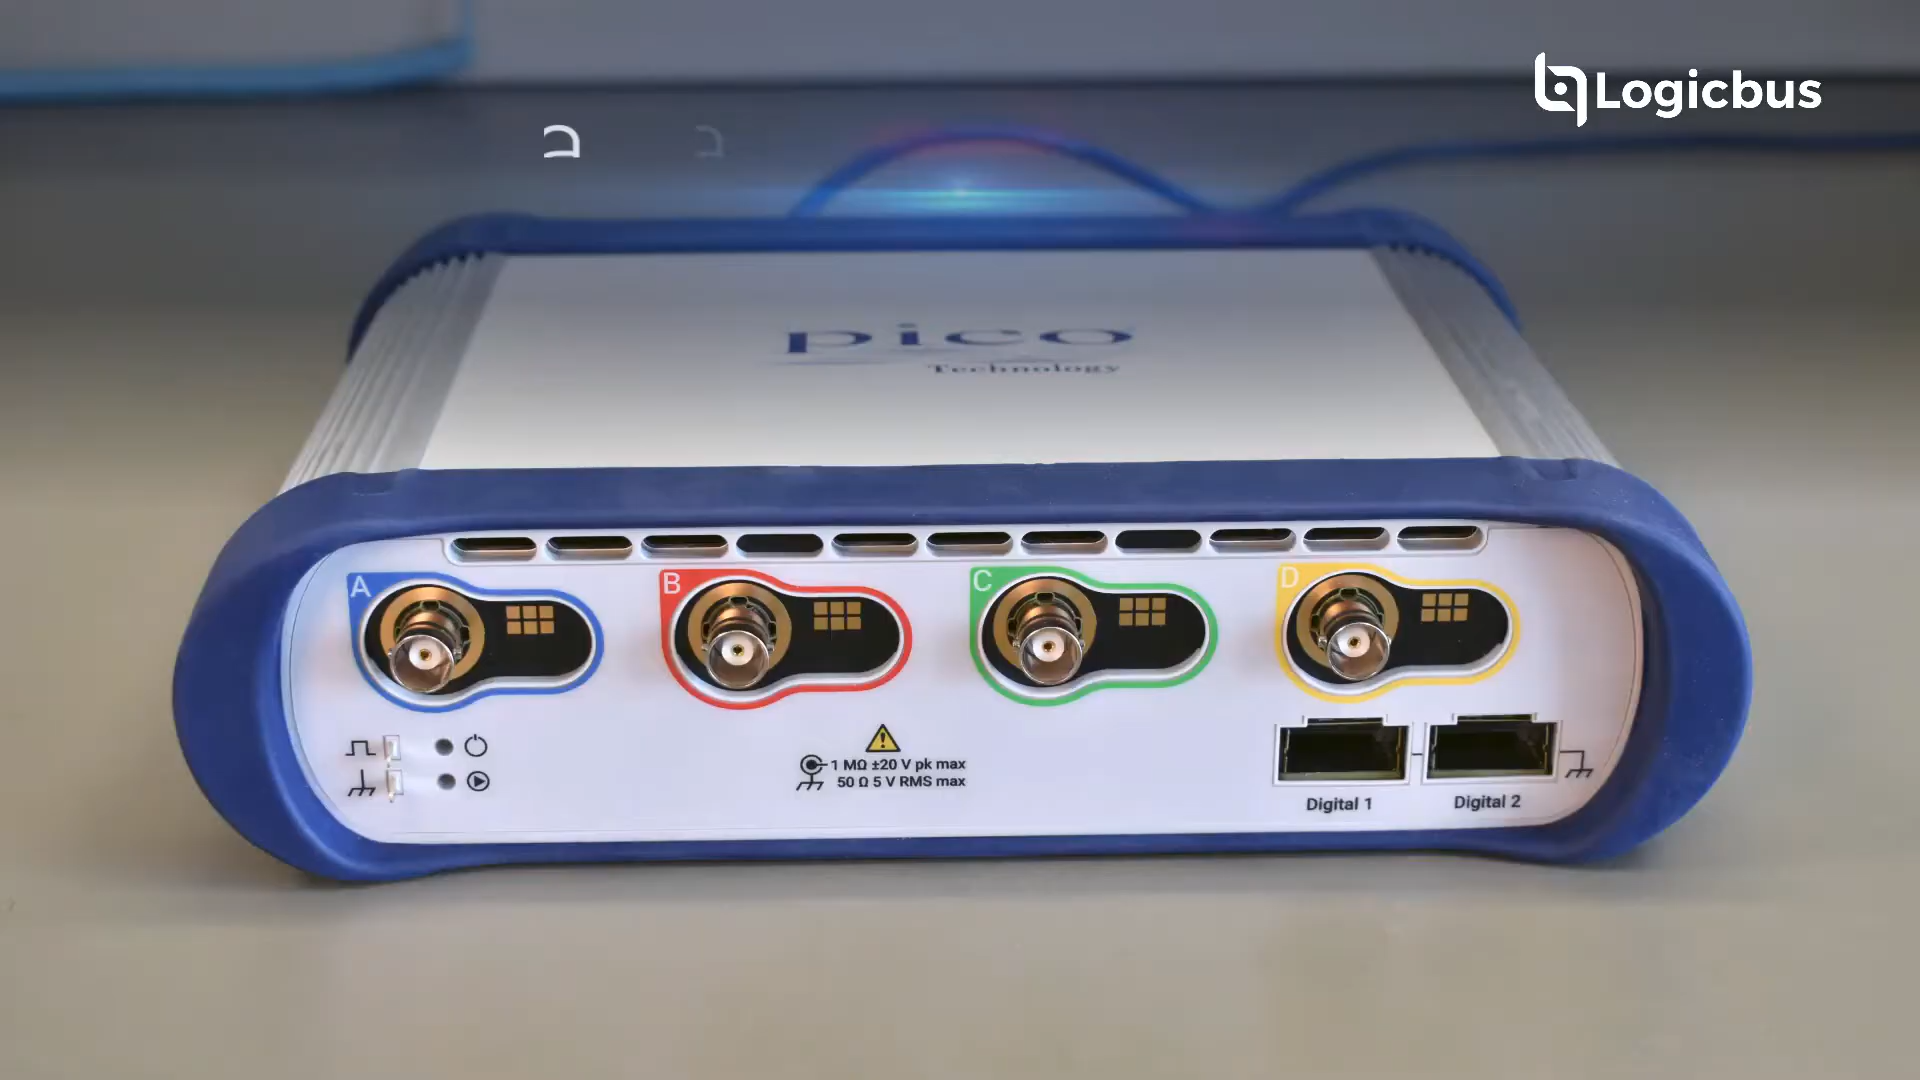 Logicbus
pico
Technology
A
B
C
D
1 MΩ ±20 V pk max
50 Ω 5 V RMS max
Digital 1
Digital 2